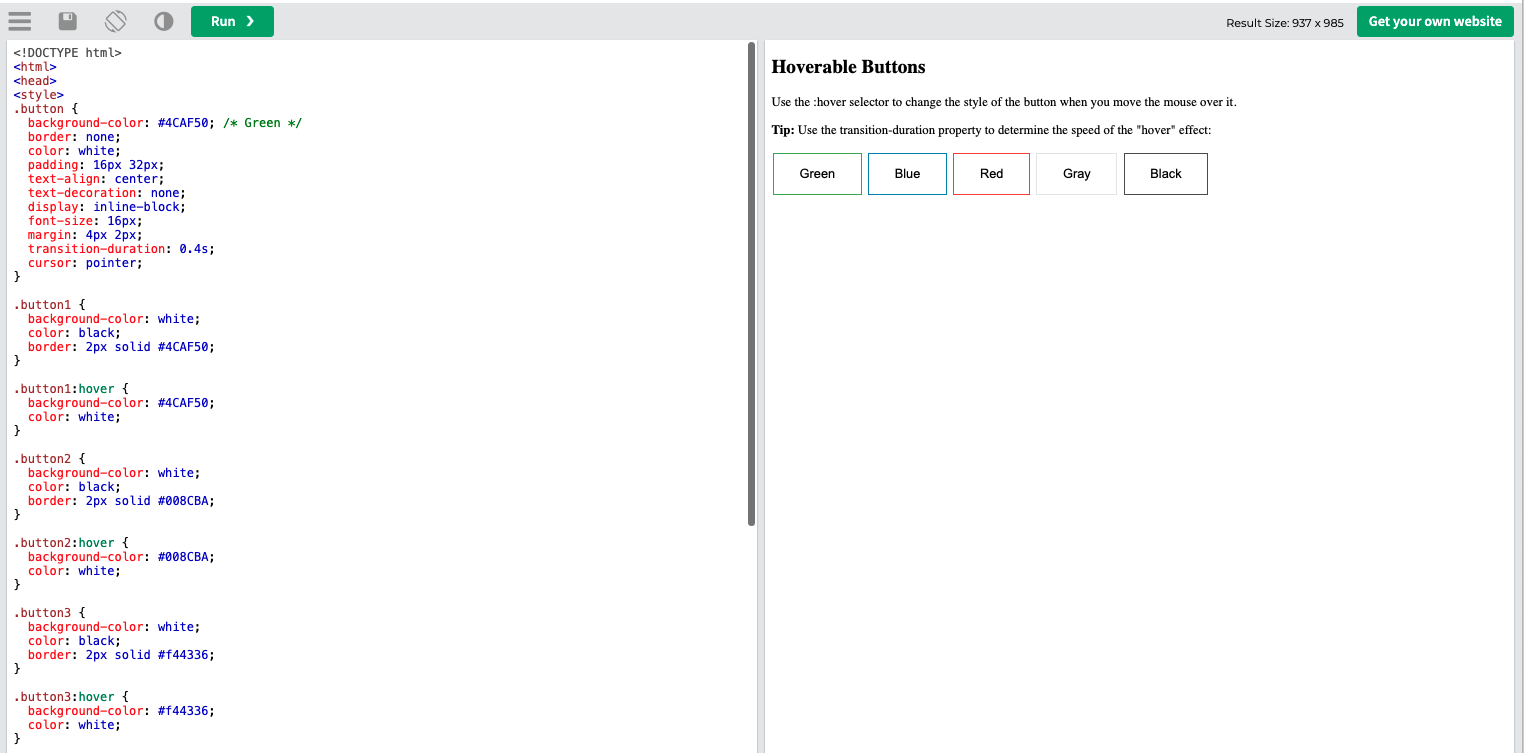 Run ❯
Result Size: 937 x 985
Get your own website
<!DOCTYPE html>
<html>
<head>
<style>
.button {
  background-color: #4CAF50; /* Green */
  border: none;
  color: white;
  padding: 16px 32px;
  text-align: center;
  text-decoration: none;
  display: inline-block;
  font-size: 16px;
  margin: 4px 2px;
  transition-duration: 0.4s;
  cursor: pointer;
}

.button1 {
  background-color: white;
  color: black;
  border: 2px solid #4CAF50;
}

.button1:hover {
  background-color: #4CAF50;
  color: white;
}

.button2 {
  background-color: white;
  color: black;
  border: 2px solid #008CBA;
}

.button2:hover {
  background-color: #008CBA;
  color: white;
}

.button3 {
  background-color: white;
  color: black;
  border: 2px solid #f44336;
}

.button3:hover {
  background-color: #f44336;
  color: white;
}
Hoverable Buttons
Use the :hover selector to change the style of the button when you move the mouse over it.
Tip: Use the transition-duration property to determine the speed of the "hover" effect:
Green Blue Red Gray Black